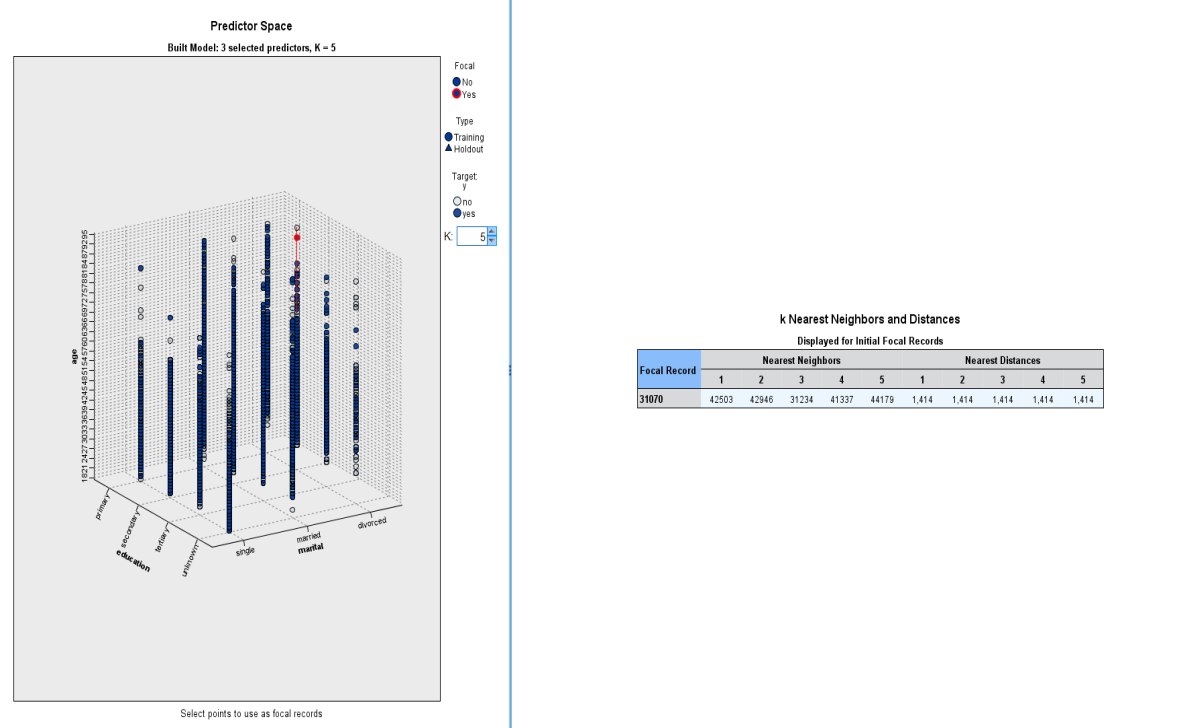 Predictor Space
Built Model: 3 selected predictors, K = 5
Focal
No
Yes
Type
Training
Holdout
Target:
y
no
yes
K: 5
age
primary
secondary
tertiary
unknown
education
single
married
divorced
marital
Select points to use as focal records
k Nearest Neighbors and Distances
Displayed for Initial Focal Records
Focal Record Nearest Neighbors Nearest Distances
1 2 3 4 5 1 2 3 4 5
31070 42503 42946 31234 41337 44179 1,414 1,414 1,414 1,414 1,414